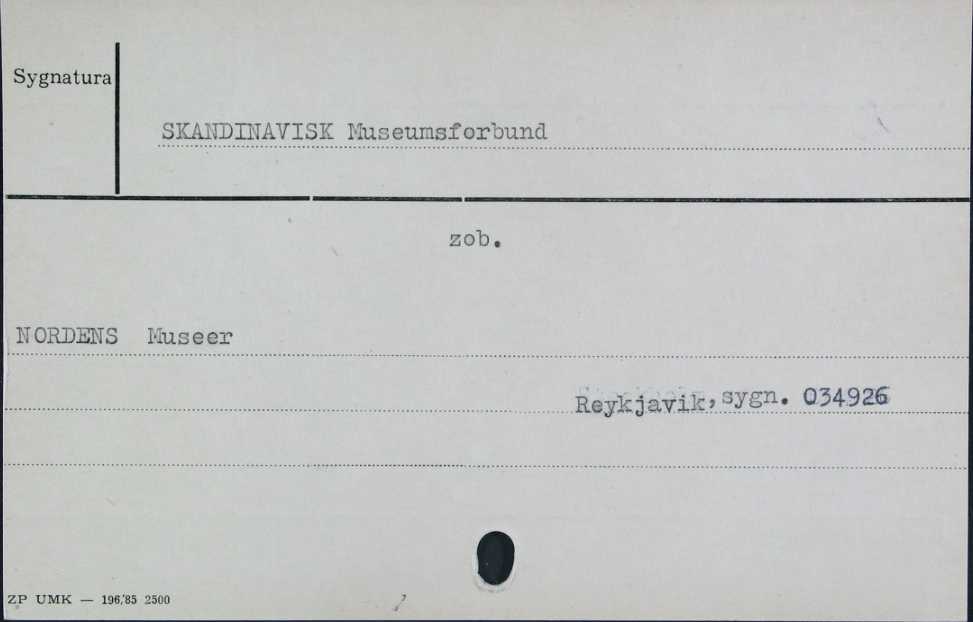 Sygnatura
SKANDINAVISK Museumsforbund
zob.
NORDENS Museer
Reykjavik, sygn. 034926
ZP UMK — 196/85 2500